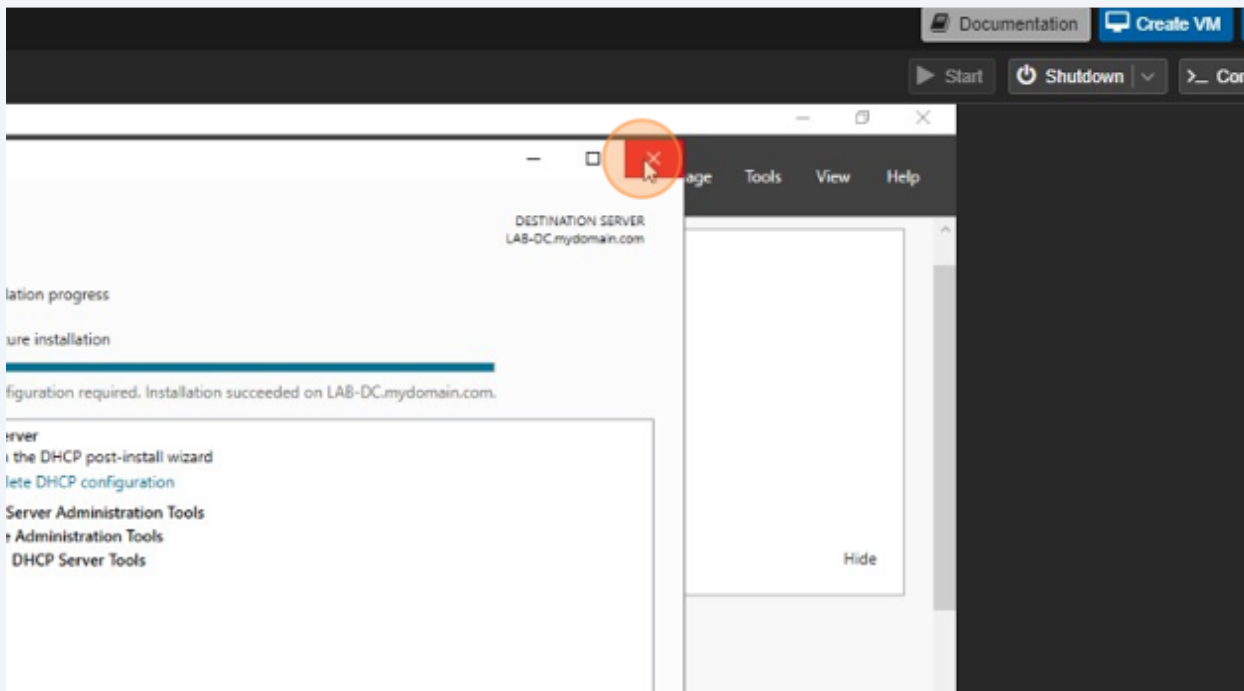 Documentation
Create VM
Start
Shutdown
>_ Con
age
Tools
View
Help
DESTINATION SERVER
LAB-DC.mydomain.com
lation progress
ure installation
figuration required. Installation succeeded on LAB-DC.mydomain.com.
erver
the DHCP post-install wizard
lete DHCP configuration
Server Administration Tools
e Administration Tools
DHCP Server Tools
Hide